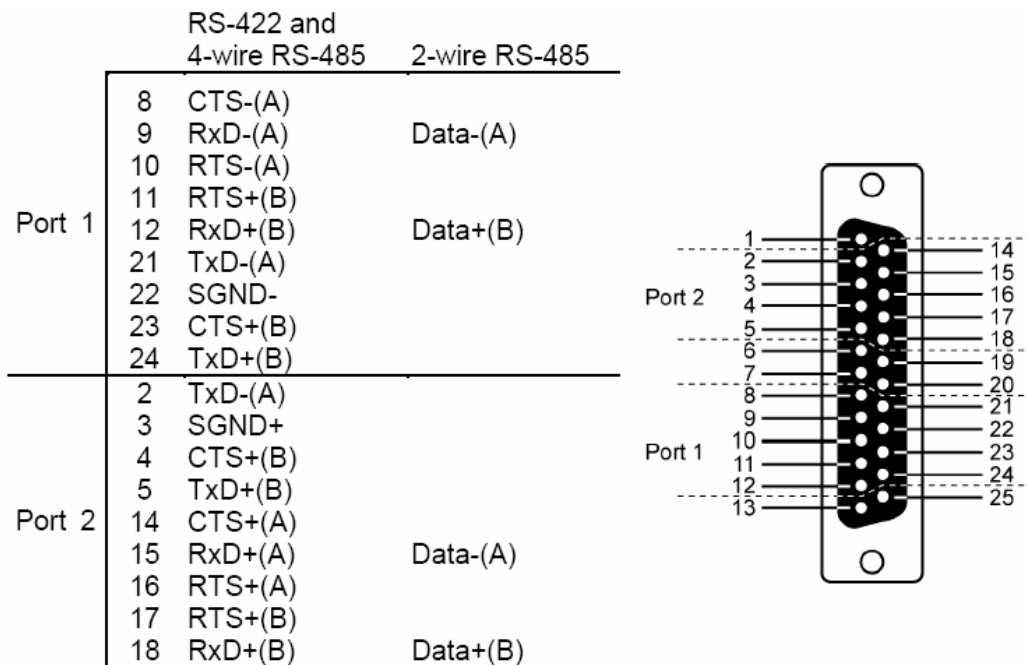 RS-422 and
4-wire RS-485 2-wire RS-485
Port 1
8 CTS-(A)
9 RxD-(A) Data-(A)
10 RTS-(A)
11 RTS+(B)
12 RxD+(B) Data+(B)
21 TxD-(A)
22 SGND-
23 CTS+(B)
24 TxD+(B)
Port 2
2 TxD-(A)
3 SGND+
4 CTS+(B)
5 TxD+(B)
14 CTS+(A)
15 RxD+(A) Data-(A)
16 RTS+(A)
17 RTS+(B)
18 RxD+(B) Data+(B)
Port 2
Port 1
1
2
3
4
5
6
7
8
9
10
11
12
13
14
15
16
17
18
19
20
21
22
23
24
25